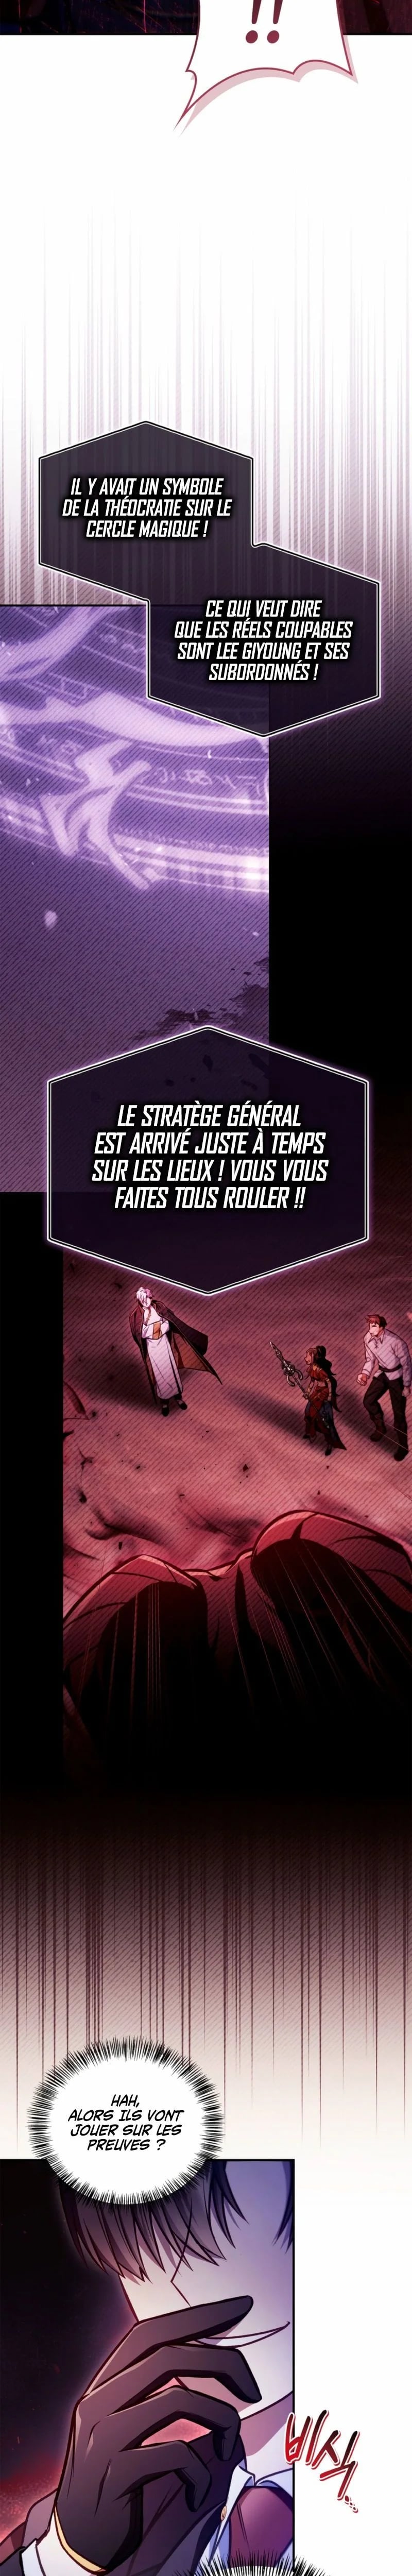 !!
IL Y AVAIT UN SYMBOLE
DE LA THÉOCRATIE SUR LE
CERCLE MAGIQUE !
CE QUI VEUT DIRE
QUE LES RÉELS COUPABLES
SONT LEE GIYOUNG ET SES
SUBORDONNÉS !
LE STRATÈGE GÉNÉRAL
EST ARRIVÉ JUSTE À TEMPS
SUR LES LIEUX ! VOUS VOUS
FAITES TOUS ROULER !!
HAH,
ALORS ILS VONT
JOUER SUR LES
PREUVES ?
비식